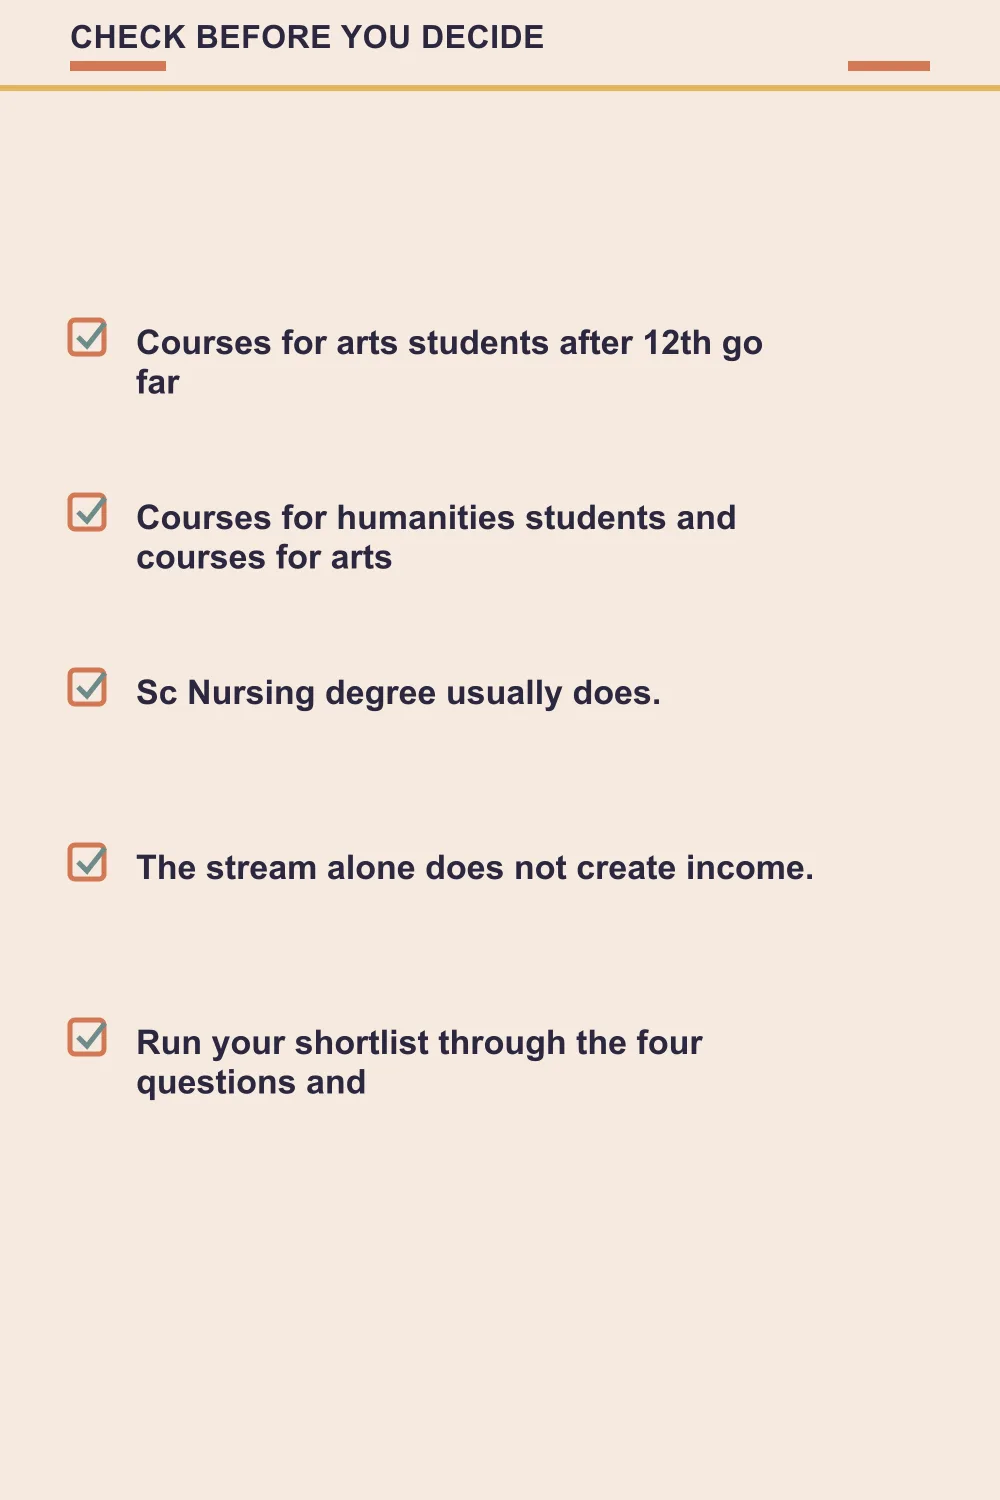 CHECK BEFORE YOU DECIDE
Courses for arts students after 12th go
far
Courses for humanities students and
courses for arts
Sc Nursing degree usually does.
The stream alone does not create income.
Run your shortlist through the four
questions and